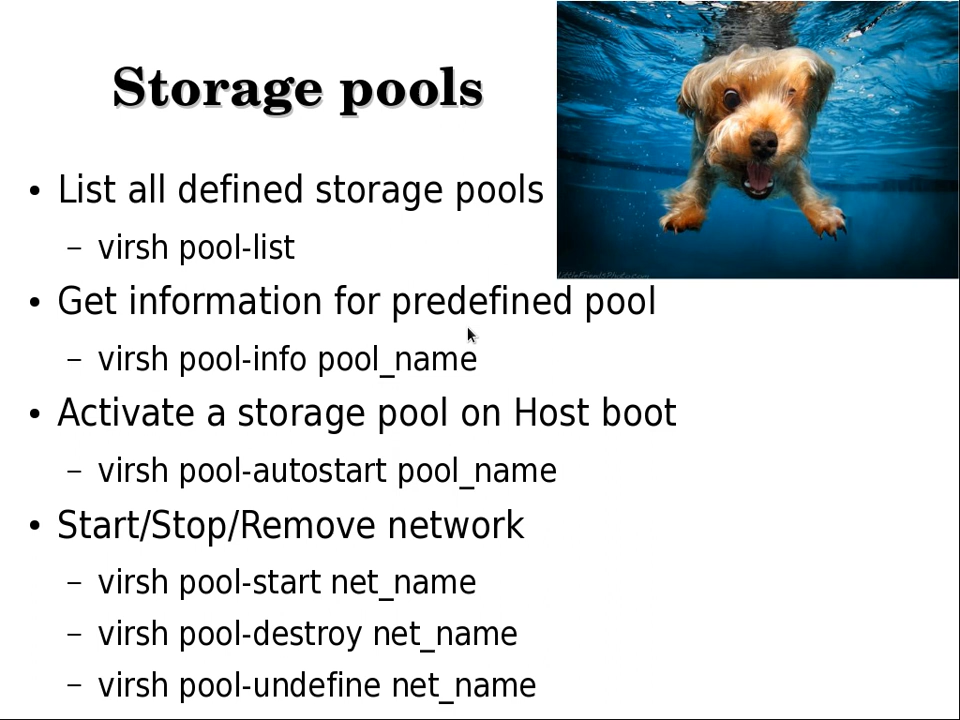 Storage pools
• List all defined storage pools
– virsh pool-list
• Get information for predefined pool
– virsh pool-info pool_name
• Activate a storage pool on Host boot
– virsh pool-autostart pool_name
• Start/Stop/Remove network
– virsh pool-start net_name
– virsh pool-destroy net_name
– virsh pool-undefine net_name